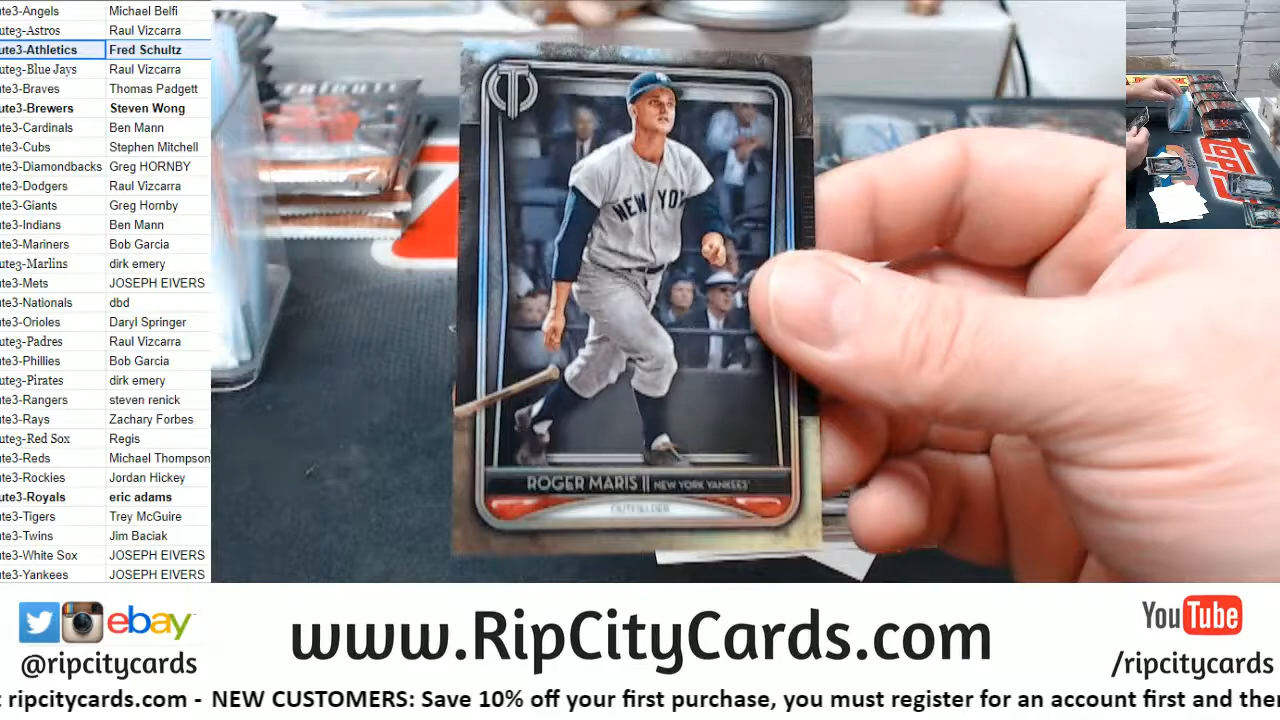 ute3-Angels Michael Belfi
ute3-Astros Raul Vizcarra
ute3-Athletics Fred Schultz
ute3-Blue Jays Raul Vizcarra
ute3-Braves Thomas Padgett
ute3-Brewers Steven Wong
ute3-Cardinals Ben Mann
ute3-Cubs Stephen Mitchell
ute3-Diamondbacks Greg HORNBY
ute3-Dodgers Raul Vizcarra
ute3-Giants Greg Hornby
ute3-Indians Ben Mann
ute3-Mariners Bob Garcia
ute3-Marlins dirk emery
ute3-Mets JOSEPH EIVERS
ute3-Nationals dbd
ute3-Orioles Daryl Springer
ute3-Padres Raul Vizcarra
ute3-Phillies Bob Garcia
ute3-Pirates dirk emery
ute3-Rangers steven renick
ute3-Rays Zachary Forbes
ute3-Red Sox Regis
ute3-Reds Michael Thompson
ute3-Rockies Jordan Hickey
ute3-Royals eric adams
ute3-Tigers Trey McGuire
ute3-Twins Jim Baciak
ute3-White Sox JOSEPH EIVERS
ute3-Yankees JOSEPH EIVERS
NEW YO
ROGER MARIS || NEW YORK YANKEES
OUTFIELDER
topps
ebay
@ripcitycards
www.RipCityCards.com
YouTube
/ripcitycards
ripcitycards.com - NEW CUSTOMERS: Save 10% off your first purchase, you must register for an account first and then